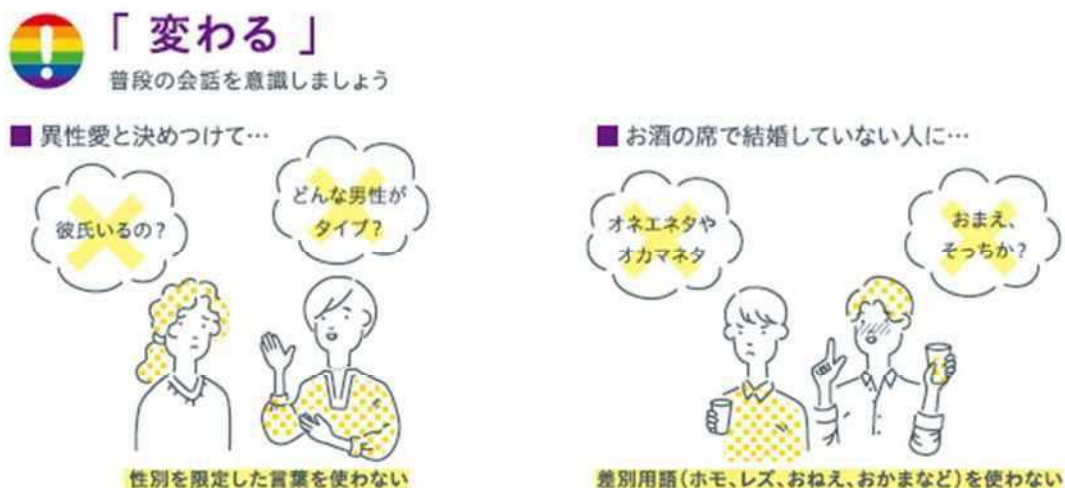 「 変わる 」
普段の会話を意識しましょう
■ 異性愛と決めつけて…
彼氏いるの?
どんな男性が
タイプ?
性別を限定した言葉を使わない
■ お酒の席で結婚していない人に…
オネエネタや
オカマネタ
おまえ、
そっちか?
差別用語(ホモ、レズ、おねえ、おかまなど)を使わない